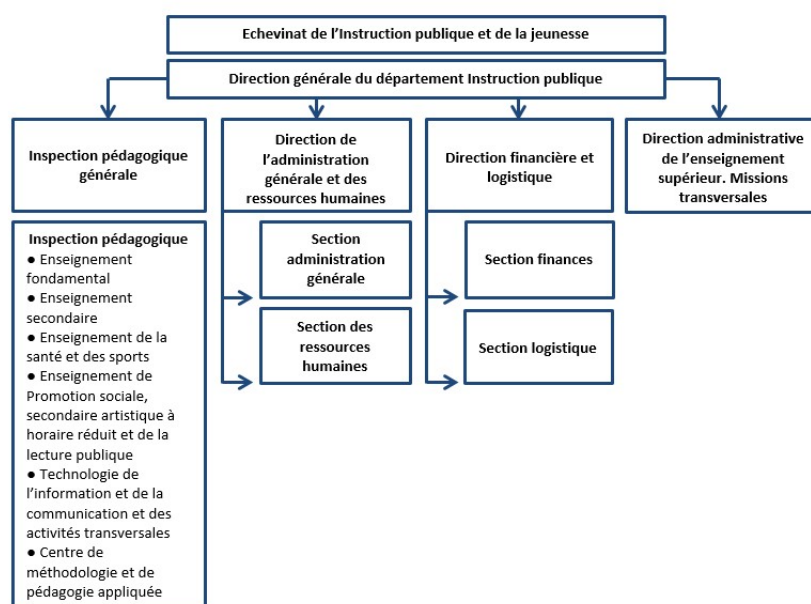 Echevinat de l'Instruction publique et de la jeunesse
Direction générale du département Instruction publique
Inspection pédagogique
générale
Direction de
l'administration
générale et des
ressources humaines
Direction financière et
logistique
Direction administrative
de l'enseignement
supérieur. Missions
transversales
Inspection pédagogique
● Enseignement
fondamental
● Enseignement
secondaire
● Enseignement de la
santé et des sports
● Enseignement de
Promotion sociale,
secondaire artistique à
horaire réduit et de la
lecture publique
● Technologie de
l'information et de la
communication et des
activités transversales
● Centre de
méthodologie et de
pédagogie appliquée
Section
administration
générale
Section des
ressources
humaines
Section finances
Section logistique